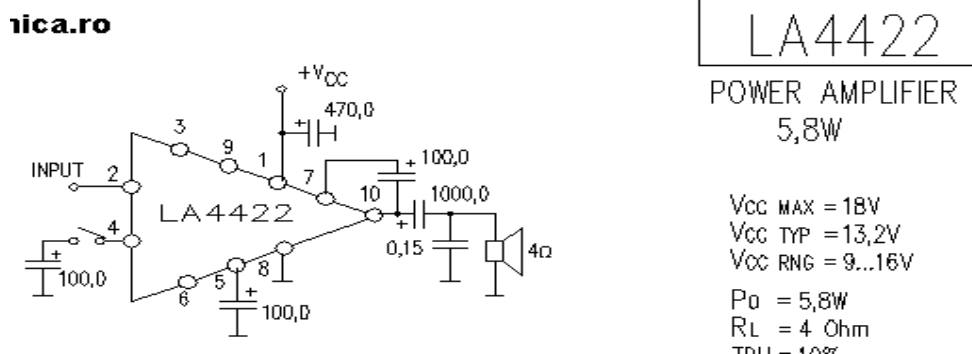 nica.ro
LA4422
POWER AMPLIFIER
5,8W
+VCC
470,0
3
9
1
7
100,0
INPUT
2
10
1000,0
LA4422
4
0,15
4Ω
100,0
6
5
8
100,0
VCC MAX = 18V
VCC TYP = 13,2V
VCC RNG = 9...16V
PO = 5,8W
RL = 4 Ohm
THD = 10%